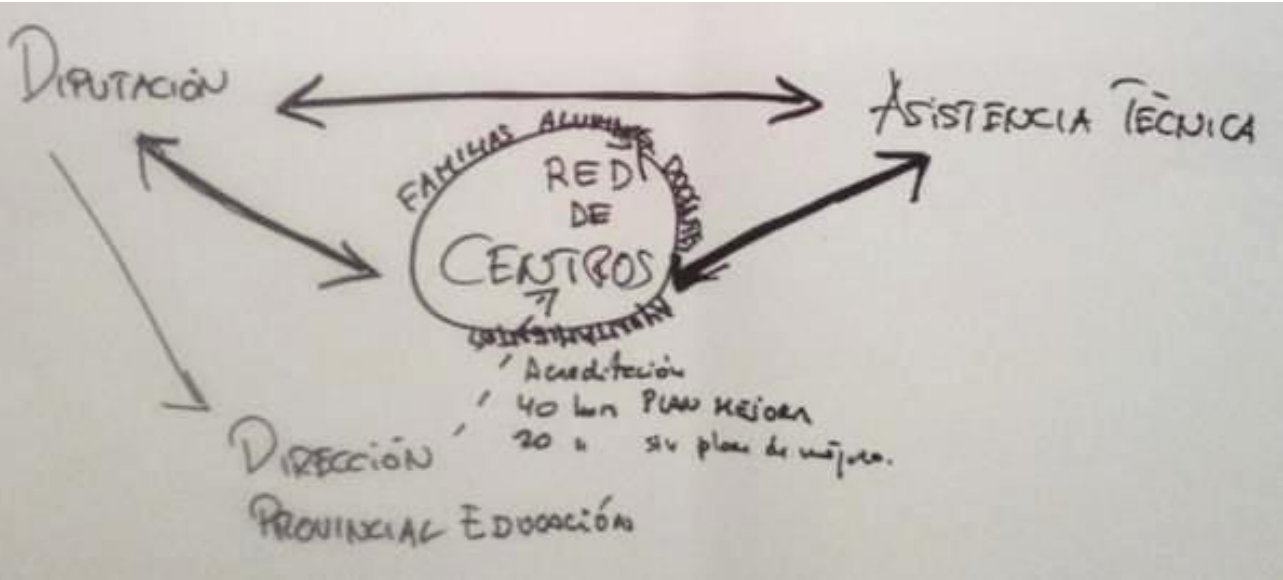 DIPUTACIÓN
ASISTENCIA TÉCNICA
FAMILIAS
RED
DE
CENTROS
Acreditación
40 PLAN MEJORA
20 " sin plan de mejora.
DIRECCIÓN
PROVINCIAL EDUCACIÓN